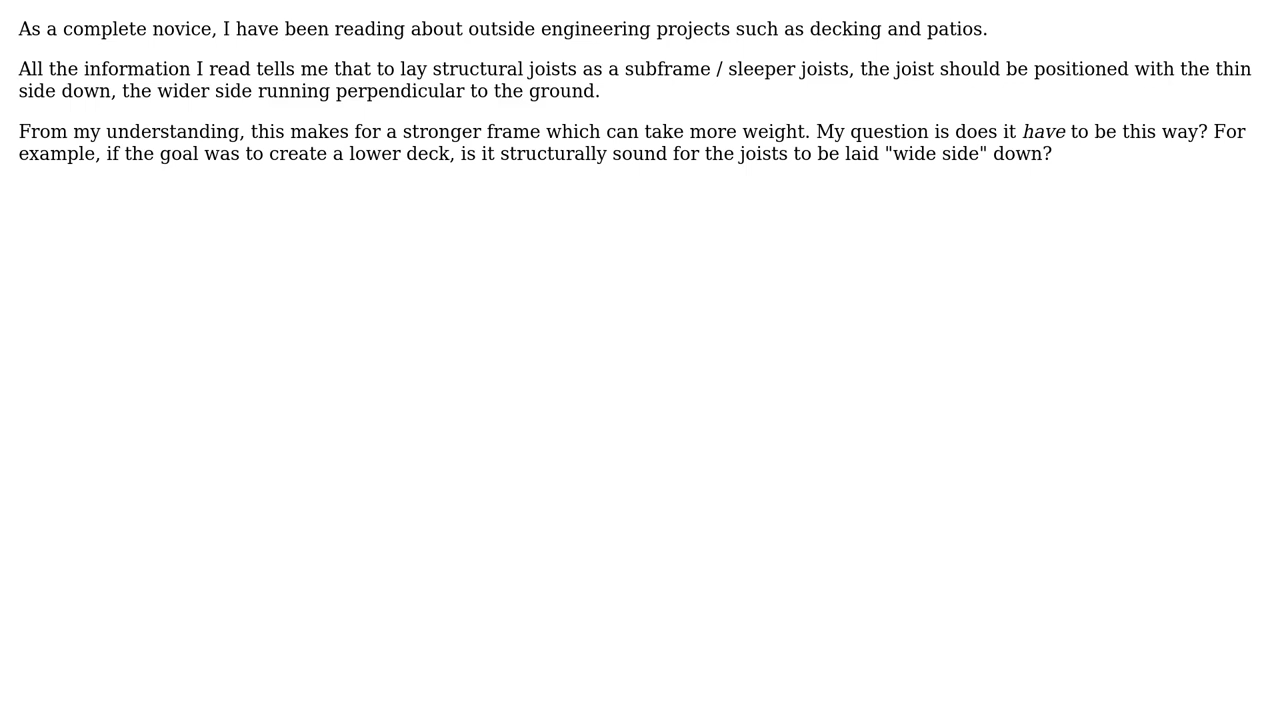 As a complete novice, I have been reading about outside engineering projects such as decking and patios.
All the information I read tells me that to lay structural joists as a subframe / sleeper joists, the joist should be positioned with the thin
side down, the wider side running perpendicular to the ground.
From my understanding, this makes for a stronger frame which can take more weight. My question is does it have to be this way? For
example, if the goal was to create a lower deck, is it structurally sound for the joists to be laid "wide side" down?